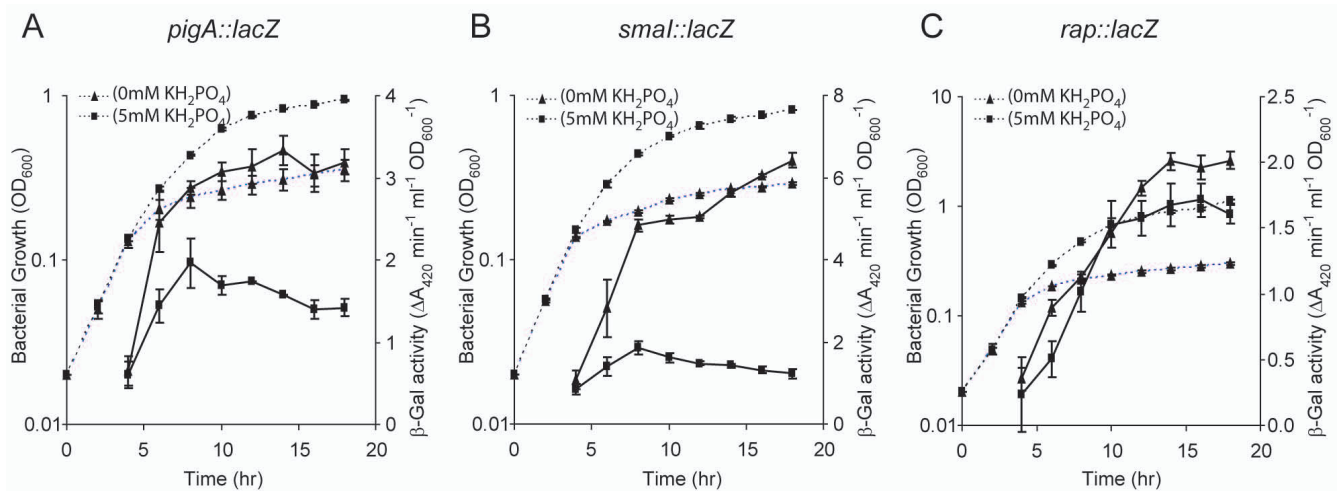 A
pigA::lacZ
(0mM KH₂PO₄)
(5mM KH₂PO₄)
Bacterial Growth (OD₆₀₀)
1
0.1
0.01
4
3
2
1
0
β-Gal activity (ΔA₄₂₀ min⁻¹ ml⁻¹ OD₆₀₀⁻¹)
0 5 10 15 20
Time (hr)
B
smaI::lacZ
(0mM KH₂PO₄)
(5mM KH₂PO₄)
Bacterial Growth (OD₆₀₀)
1
0.1
0.01
8
6
4
2
0
β-Gal activity (ΔA₄₂₀ min⁻¹ ml⁻¹ OD₆₀₀⁻¹)
0 5 10 15 20
Time (hr)
C
rap::lacZ
(0mM KH₂PO₄)
(5mM KH₂PO₄)
Bacterial Growth (OD₆₀₀)
10
1
0.1
0.01
2.5
2.0
1.5
1.0
0.5
0.0
β-Gal activity (ΔA₄₂₀ min⁻¹ ml⁻¹ OD₆₀₀⁻¹)
0 5 10 15 20
Time (hr)